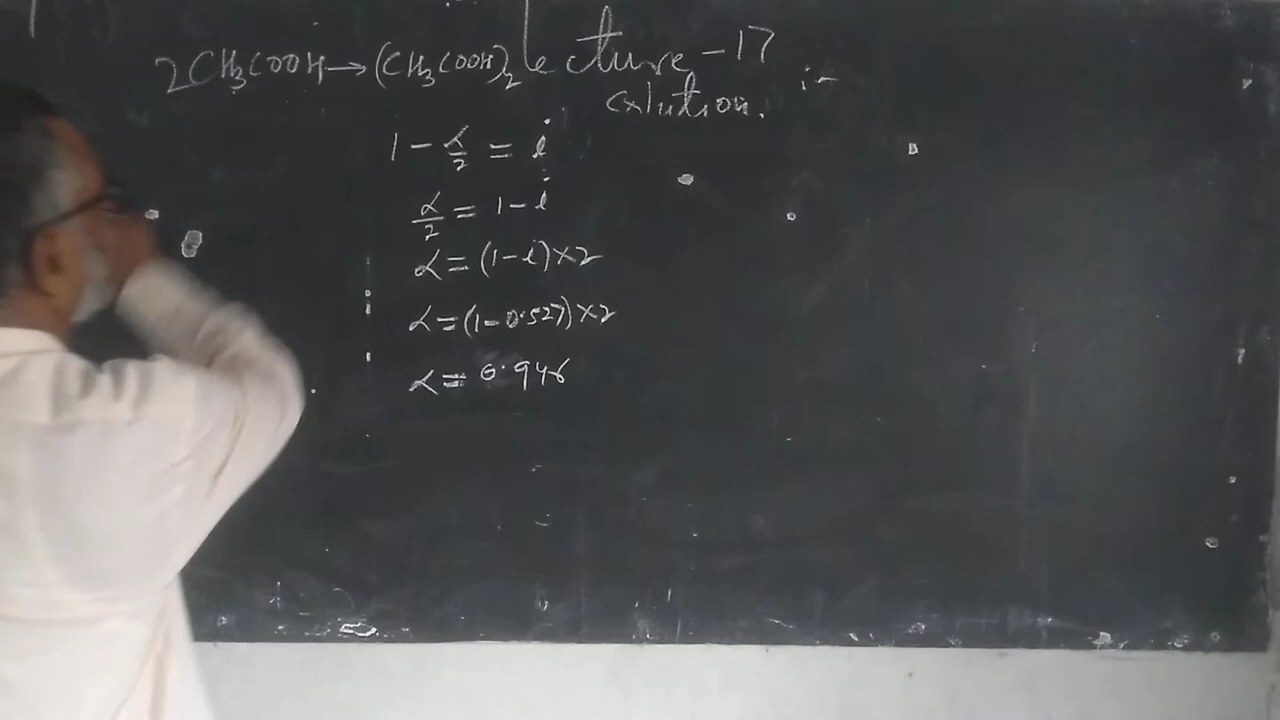 2CH₃COOH → (CH₃COOH)₂ lecture - 17
solution. i-
1 - α/2 = i
α/2 = 1 - i
α = (1-i)×2
α = (1-0.527)×2
α = 0.946